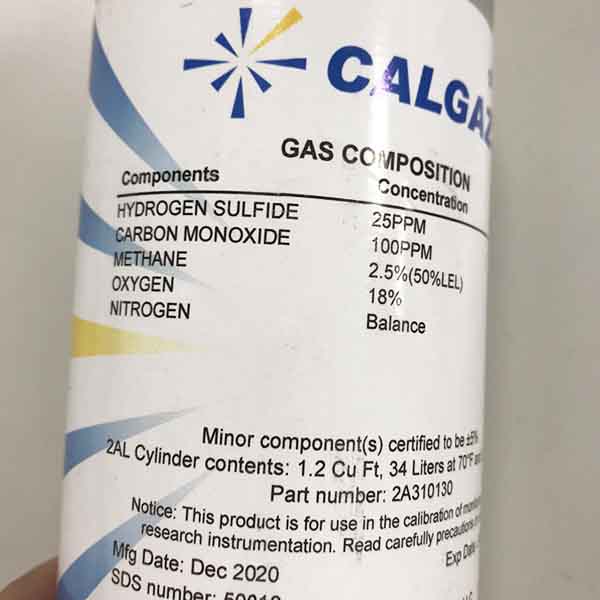 CALGAZ
GAS COMPOSITION
Components Concentration
HYDROGEN SULFIDE 25PPM
CARBON MONOXIDE 100PPM
METHANE 2.5%(50%LEL)
OXYGEN 18%
NITROGEN Balance
Minor component(s) certified to be ±5%
2AL Cylinder contents: 1.2 Cu Ft, 34 Liters at 70°F
Part number: 2A310130
Notice: This product is for use in the calibration of
research instrumentation. Read carefully
Exp Date
Mfg Date: Dec 2020
SDS number: